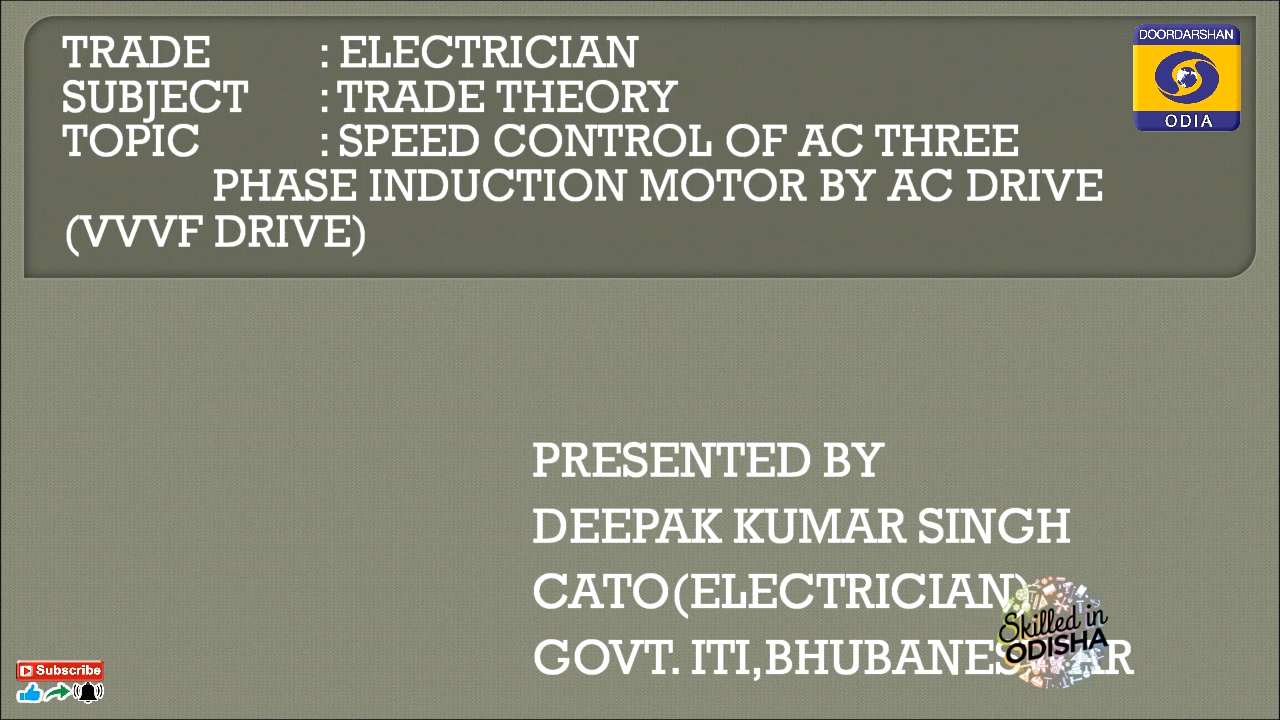 TRADE : ELECTRICIAN
SUBJECT : TRADE THEORY
TOPIC : SPEED CONTROL OF AC THREE
PHASE INDUCTION MOTOR BY AC DRIVE
(VVVF DRIVE)
DOORDARSHAN
ODIA
PRESENTED BY
DEEPAK KUMAR SINGH
CATO(ELECTRICIAN)
GOVT. ITI,BHUBANESWAR
Skilled in
ODISHA
Subscribe